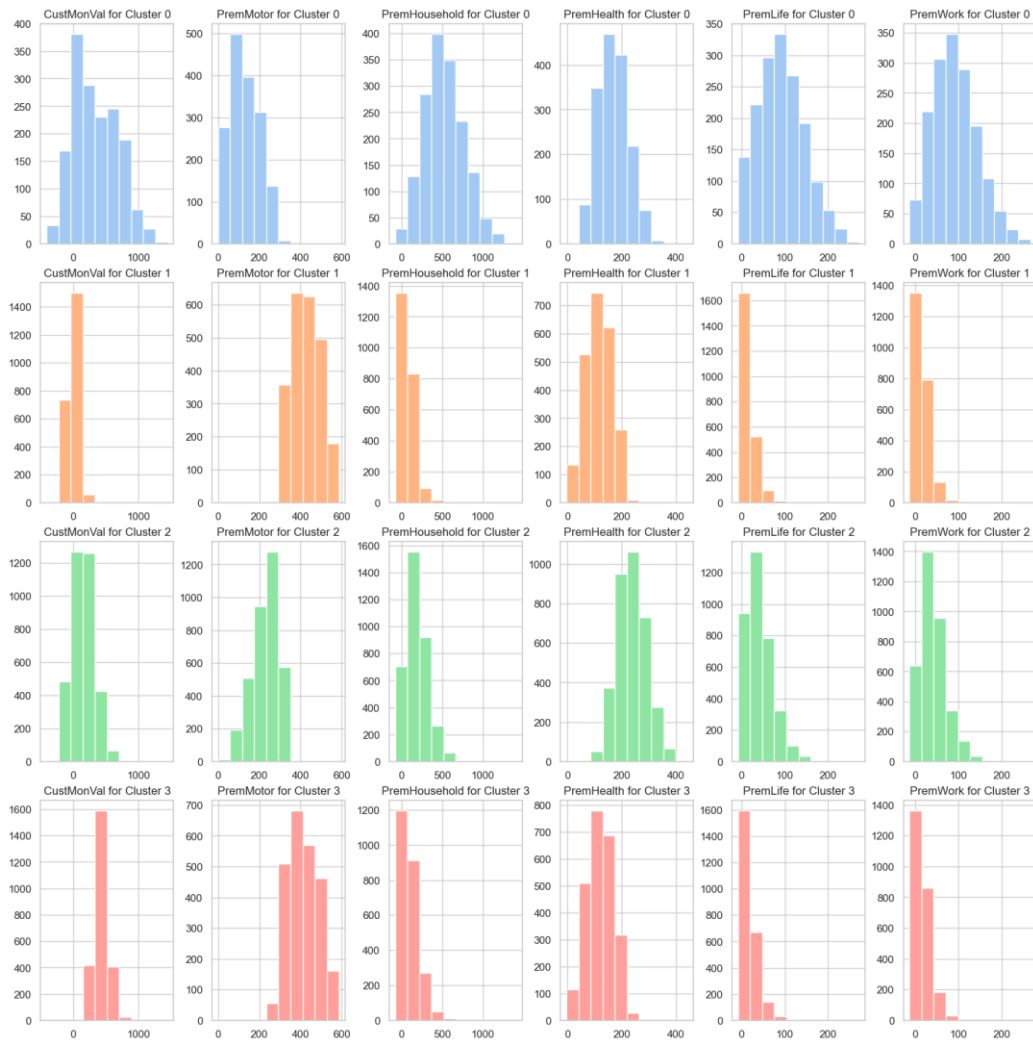 CustMonVal for Cluster 0 PremMotor for Cluster 0 PremHousehold for Cluster 0 PremHealth for Cluster 0 PremLife for Cluster 0 PremWork for Cluster 0
400 350 300 250 200 150 100 50 0
0 1000
500 400 300 200 100 0
0 200 400 600
400 350 300 250 200 150 100 50 0
0 500 1000
400 300 200 100 0
0 200 400
350 300 250 200 150 100 50 0
0 100 200
350 300 250 200 150 100 50 0
0 100 200
CustMonVal for Cluster 1 PremMotor for Cluster 1 PremHousehold for Cluster 1 PremHealth for Cluster 1 PremLife for Cluster 1 PremWork for Cluster 1
1400 1200 1000 800 600 400 200 0
0 1000
600 500 400 300 200 100 0
0 200 400 600
1400 1200 1000 800 600 400 200 0
0 500 1000
700 600 500 400 300 200 100 0
0 200 400
1600 1400 1200 1000 800 600 400 200 0
0 100 200
1400 1200 1000 800 600 400 200 0
0 100 200
CustMonVal for Cluster 2 PremMotor for Cluster 2 PremHousehold for Cluster 2 PremHealth for Cluster 2 PremLife for Cluster 2 PremWork for Cluster 2
1200 1000 800 600 400 200 0
0 1000
1200 1000 800 600 400 200 0
0 200 400 600
1600 1400 1200 1000 800 600 400 200 0
0 500 1000
1000 800 600 400 200 0
0 200 400
1200 1000 800 600 400 200 0
0 100 200
1400 1200 1000 800 600 400 200 0
0 100 200
CustMonVal for Cluster 3 PremMotor for Cluster 3 PremHousehold for Cluster 3 PremHealth for Cluster 3 PremLife for Cluster 3 PremWork for Cluster 3
1600 1400 1200 1000 800 600 400 200 0
0 1000
700 600 500 400 300 200 100 0
0 200 400 600
1200 1000 800 600 400 200 0
0 500 1000
800 700 600 500 400 300 200 100 0
0 200 400
1600 1400 1200 1000 800 600 400 200 0
0 100 200
1400 1200 1000 800 600 400 200 0
0 100 200